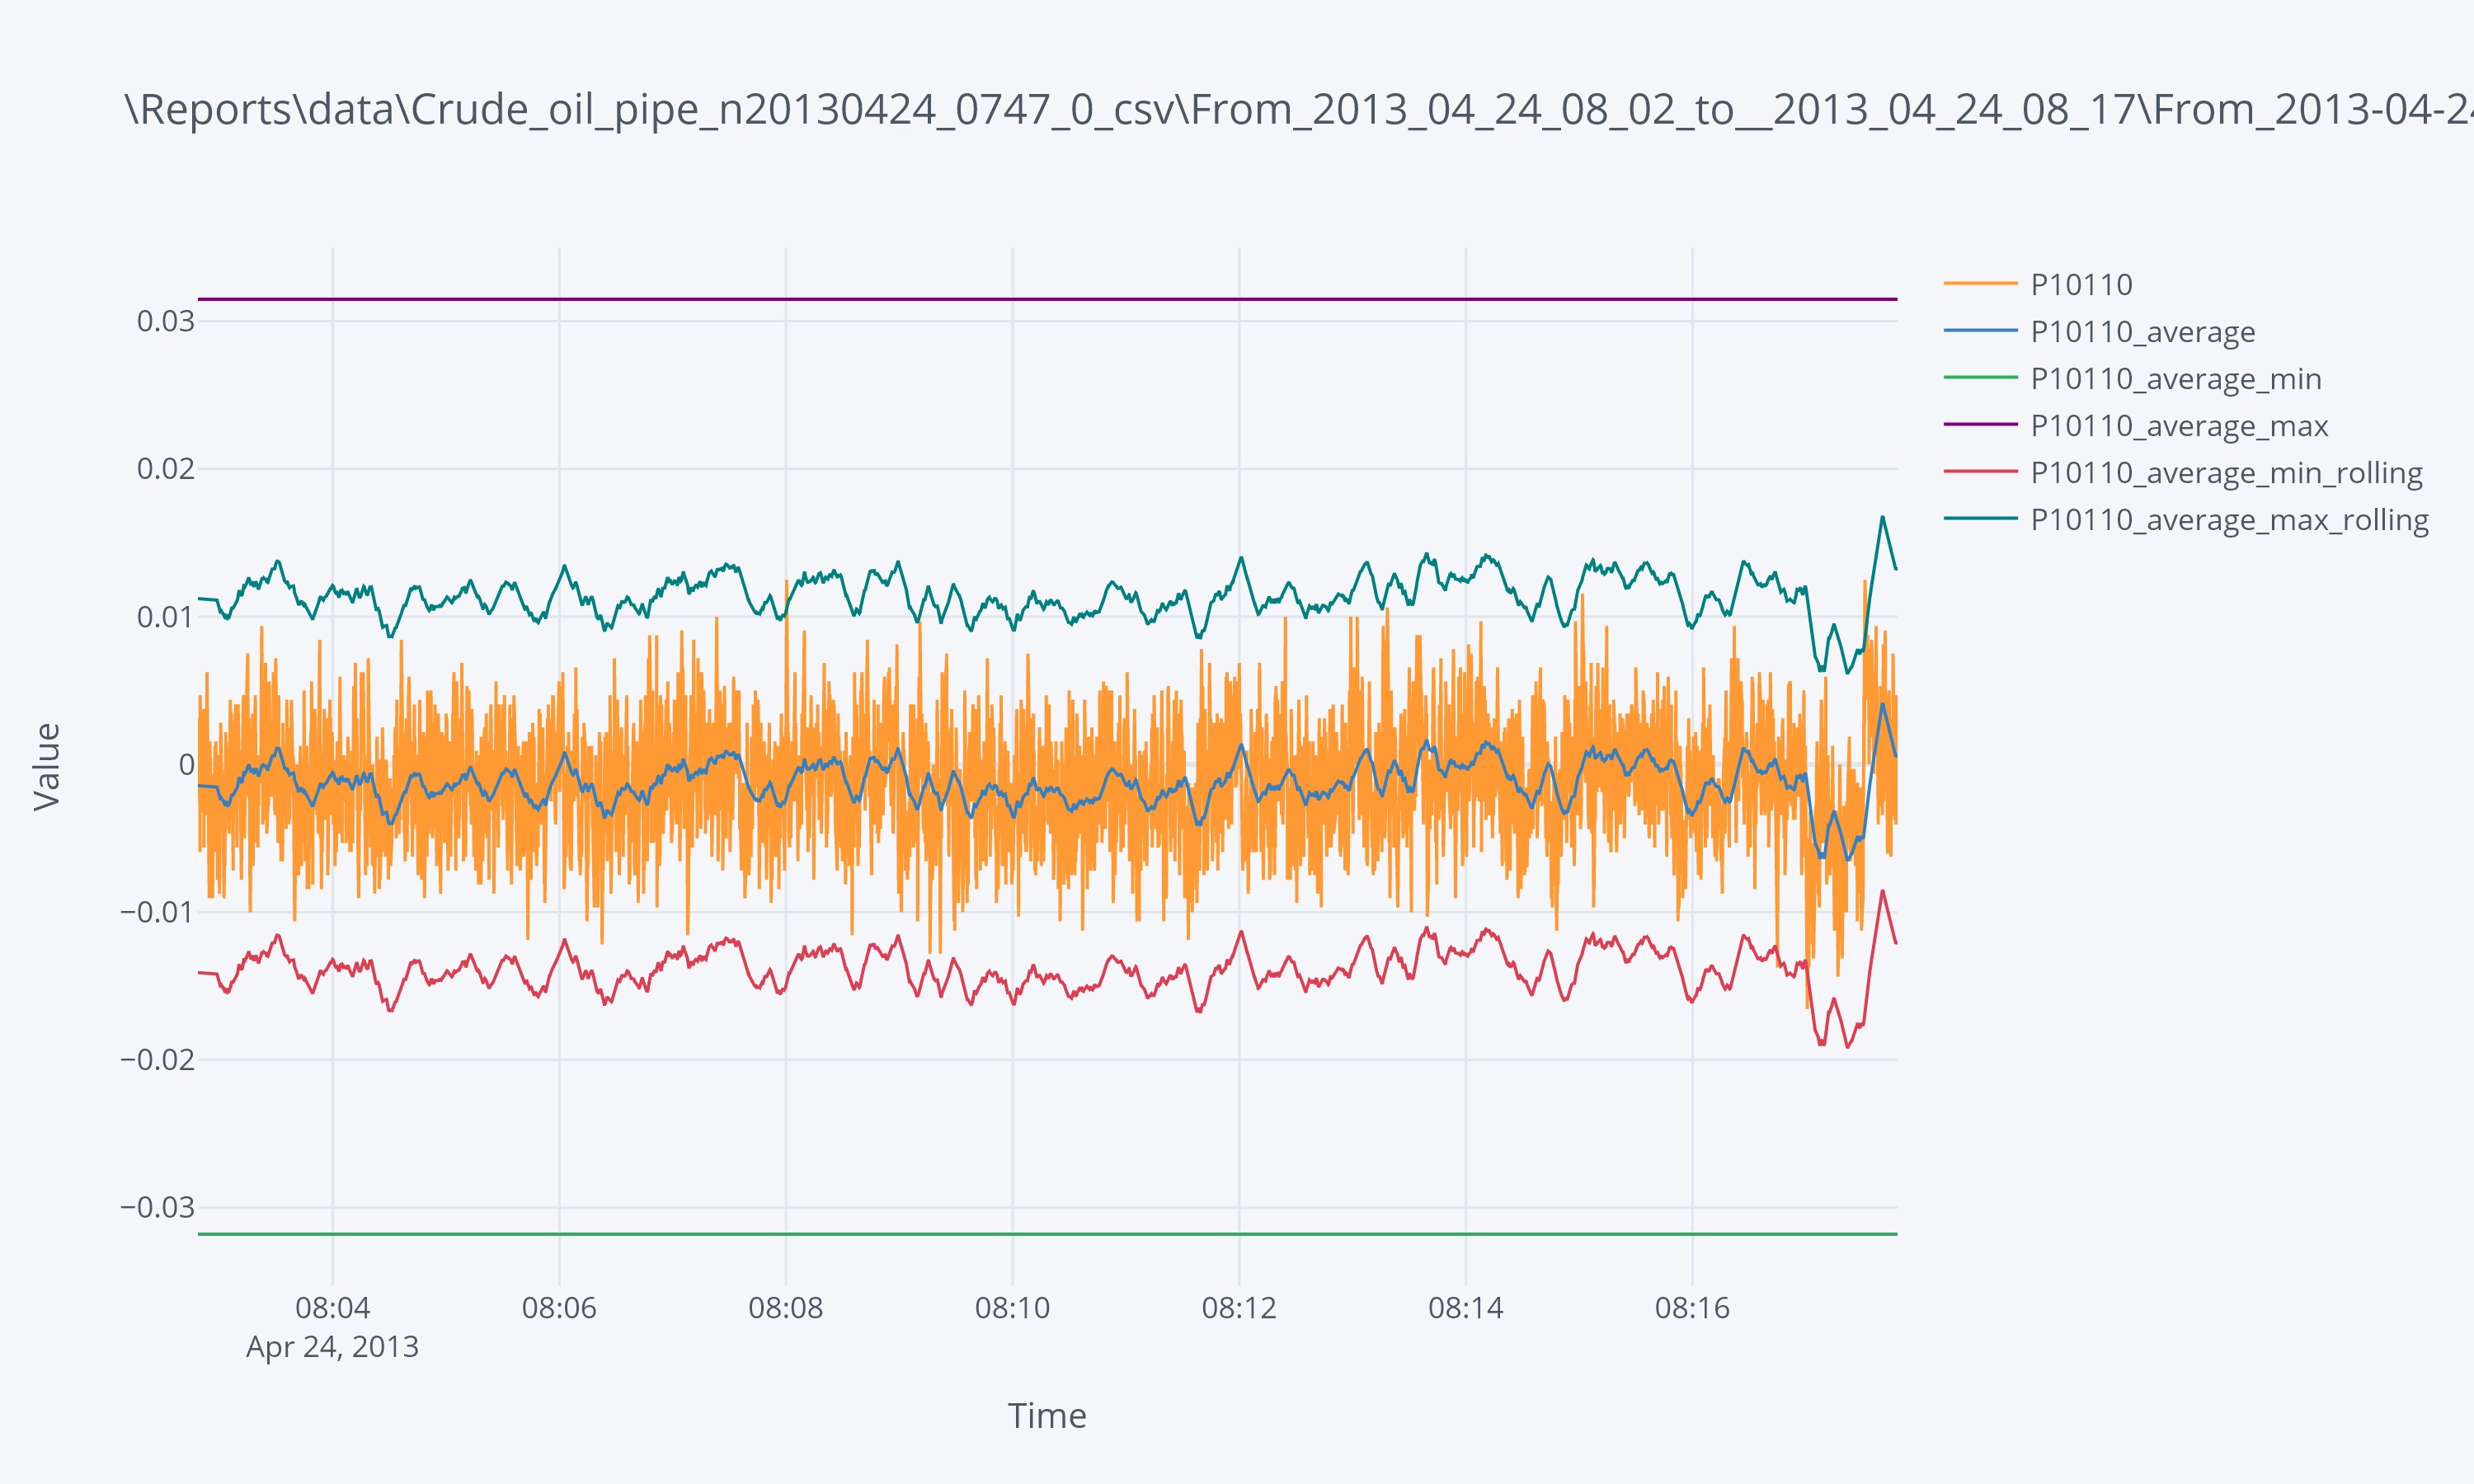 \Reports\data\Crude_oil_pipe_n20130424_0747_0_csv\From_2013_04_24_08_02_to__2013_04_24_08_17\From_2013-04-24
0.03
0.02
0.01
0
−0.01
−0.02
−0.03
Value
08:04
08:06
08:08
08:10
08:12
08:14
08:16
Apr 24, 2013
Time
P10110
P10110_average
P10110_average_min
P10110_average_max
P10110_average_min_rolling
P10110_average_max_rolling